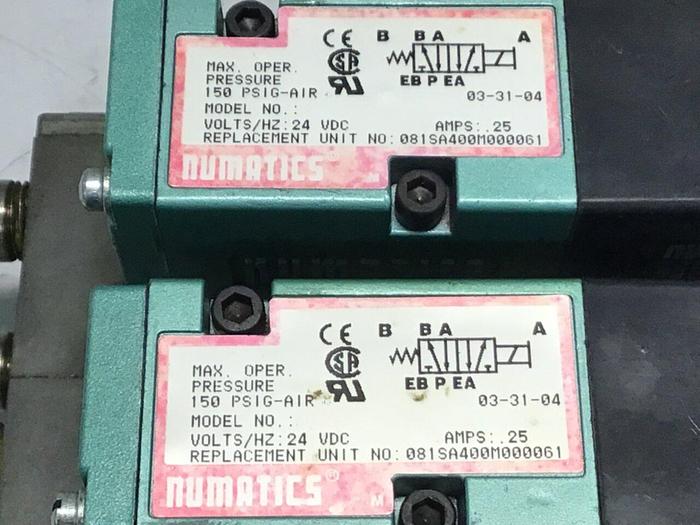 CE B B A A
MAX. OPER.
PRESSURE
150 PSIG-AIR
EB P EA
03-31-04
MODEL NO.:
VOLTS/HZ: 24 VDC AMPS: .25
REPLACEMENT UNIT NO: 081SA400M000061
NUMATICS®
M
CE B B A A
MAX. OPER.
PRESSURE
150 PSIG-AIR
EB P EA
03-31-04
MODEL NO.:
VOLTS/HZ: 24 VDC AMPS: .25
REPLACEMENT UNIT NO: 081SA400M000061
NUMATICS®
M